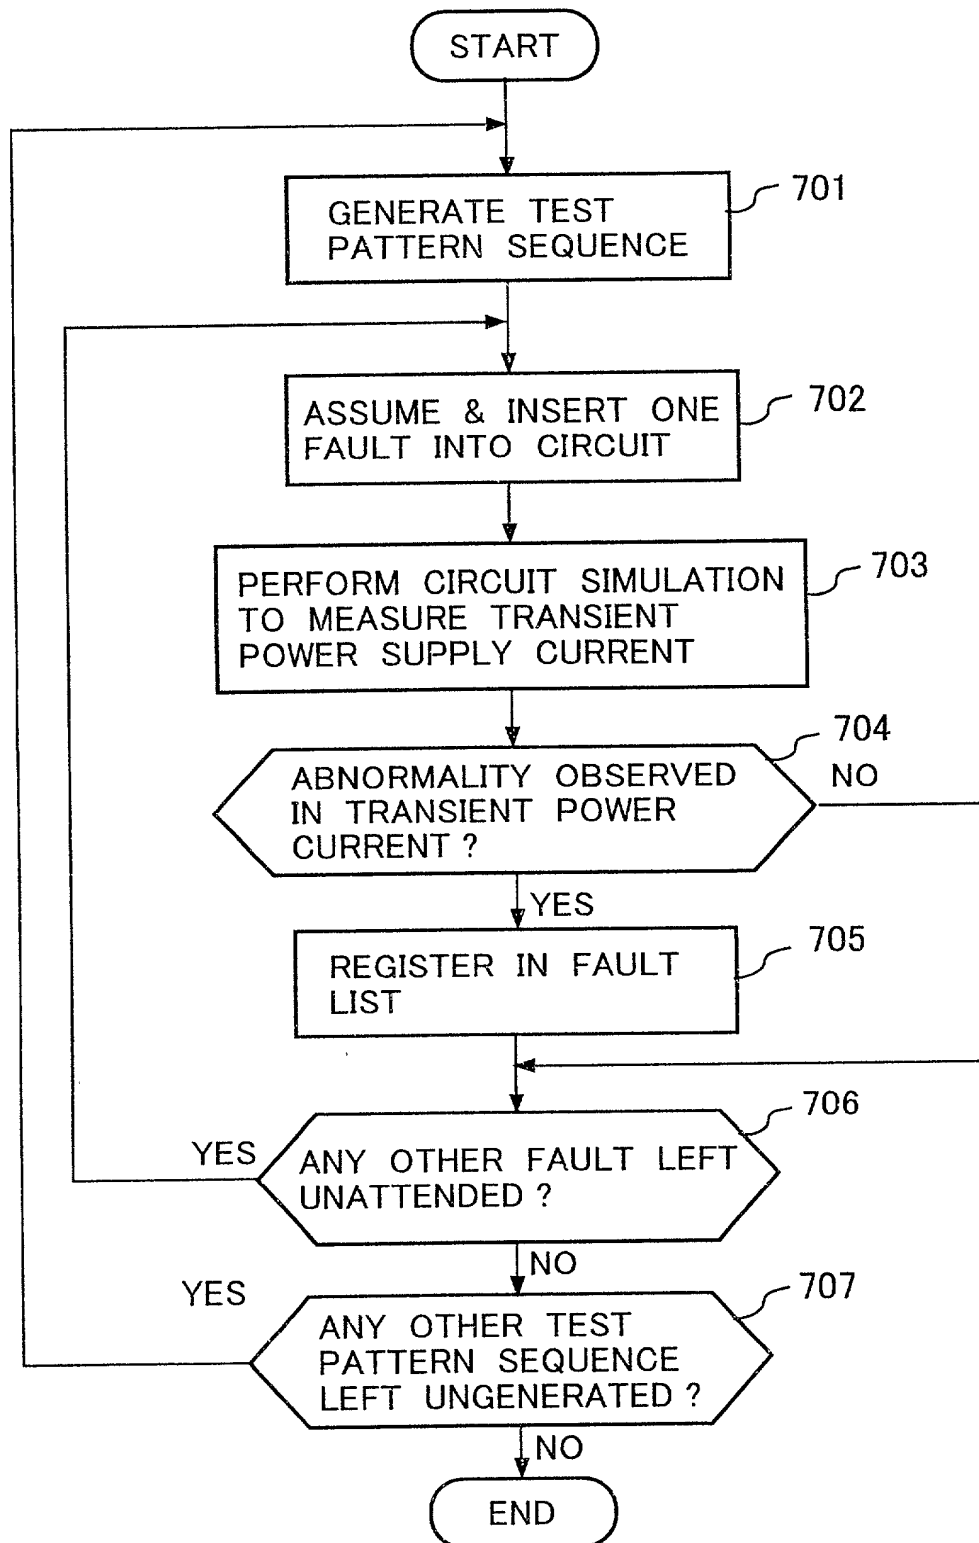 START
701
GENERATE TEST
PATTERN SEQUENCE
702
ASSUME & INSERT ONE
FAULT INTO CIRCUIT
703
PERFORM CIRCUIT SIMULATION
TO MEASURE TRANSIENT
POWER SUPPLY CURRENT
704
NO
ABNORMALITY OBSERVED
IN TRANSIENT POWER
CURRENT ?
YES
705
REGISTER IN FAULT
LIST
706
YES
ANY OTHER FAULT LEFT
UNATTENDED ?
NO
707
YES
ANY OTHER TEST
PATTERN SEQUENCE
LEFT UNGENERATED ?
NO
END